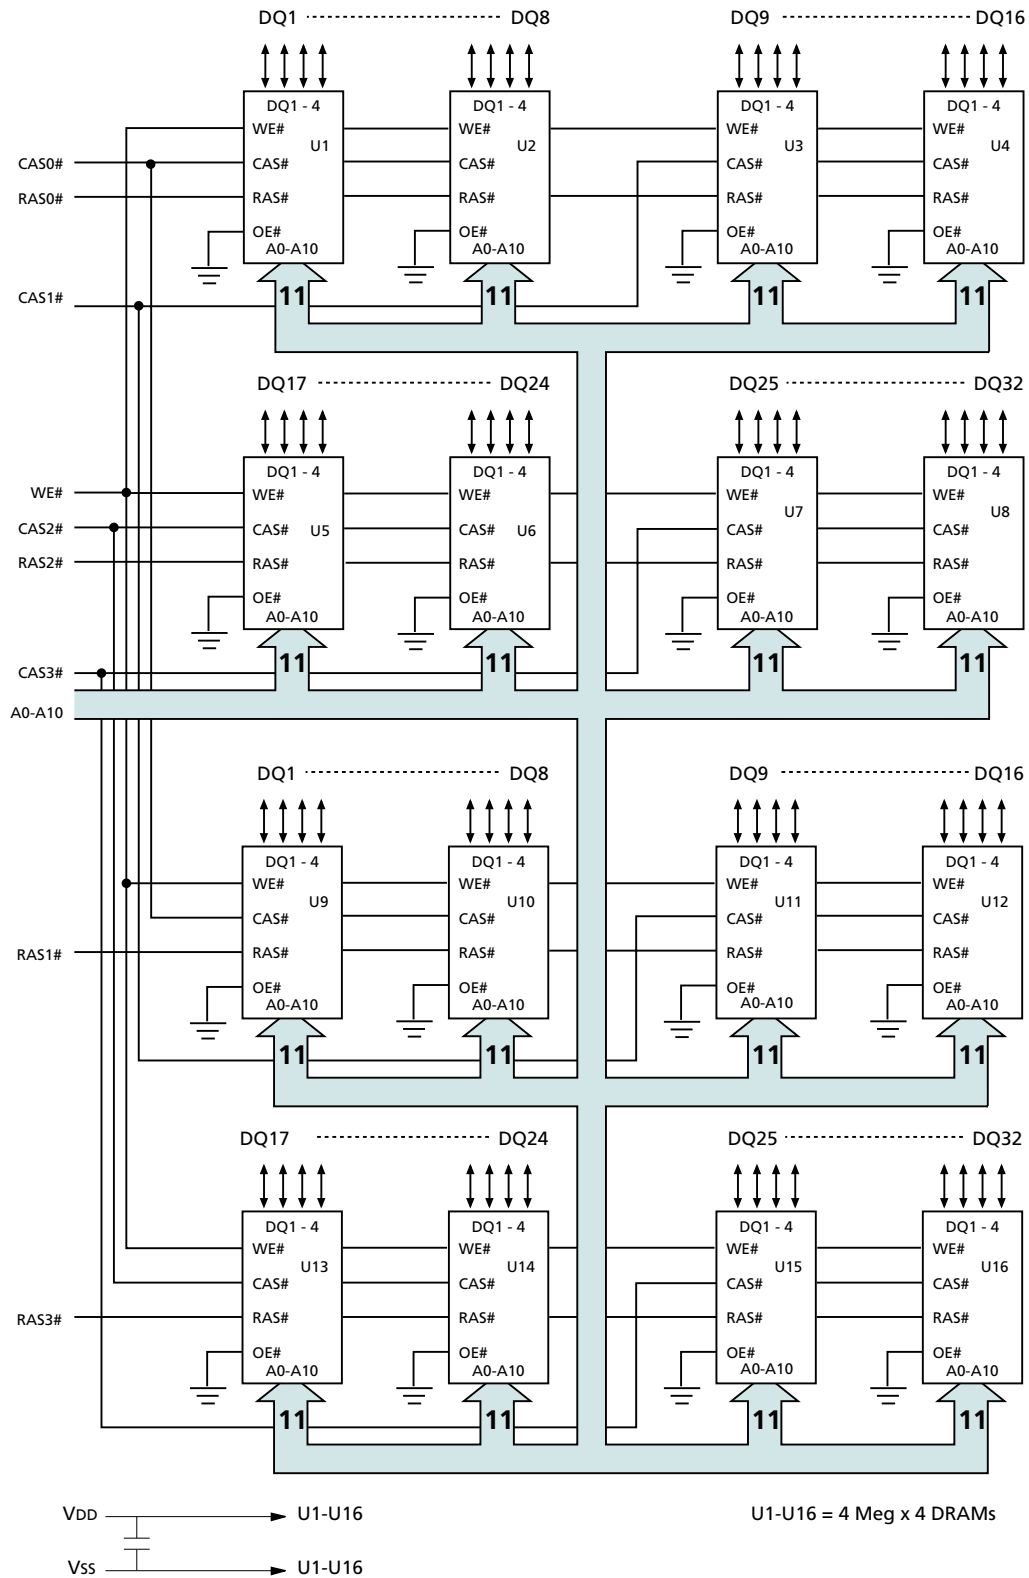 DQ1 DQ8 DQ9 DQ16
DQ1 - 4 DQ1 - 4 DQ1 - 4 DQ1 - 4
WE# WE# WE# WE#
U1 U2 U3 U4
CAS0# CAS# CAS# CAS# CAS#
RAS0# RAS# RAS# RAS# RAS#
OE# OE# OE# OE#
A0-A10 A0-A10 A0-A10 A0-A10
CAS1# 11 11 11 11
DQ17 DQ24 DQ25 DQ32
DQ1 - 4 DQ1 - 4 DQ1 - 4 DQ1 - 4
WE# WE# WE# WE# WE#
U7 U8
CAS2# CAS# U5 CAS# U6 CAS# CAS#
RAS2# RAS# RAS# RAS# RAS#
OE# OE# OE# OE#
A0-A10 A0-A10 A0-A10 A0-A10
11 11 11 11
CAS3#
A0-A10
DQ1 DQ8 DQ9 DQ16
DQ1 - 4 DQ1 - 4 DQ1 - 4 DQ1 - 4
WE# WE# WE# WE#
U9 U10 U11 U12
CAS# CAS# CAS# CAS#
RAS1# RAS# RAS# RAS# RAS#
OE# OE# OE# OE#
A0-A10 A0-A10 A0-A10 A0-A10
11 11 11 11
DQ17 DQ24 DQ25 DQ32
DQ1 - 4 DQ1 - 4 DQ1 - 4 DQ1 - 4
WE# WE# WE# WE#
U13 U14 U15 U16
CAS# CAS# CAS# CAS#
RAS3# RAS# RAS# RAS# RAS#
OE# OE# OE# OE#
A0-A10 A0-A10 A0-A10 A0-A10
11 11 11 11
VDD U1-U16 U1-U16 = 4 Meg x 4 DRAMs
VSS U1-U16